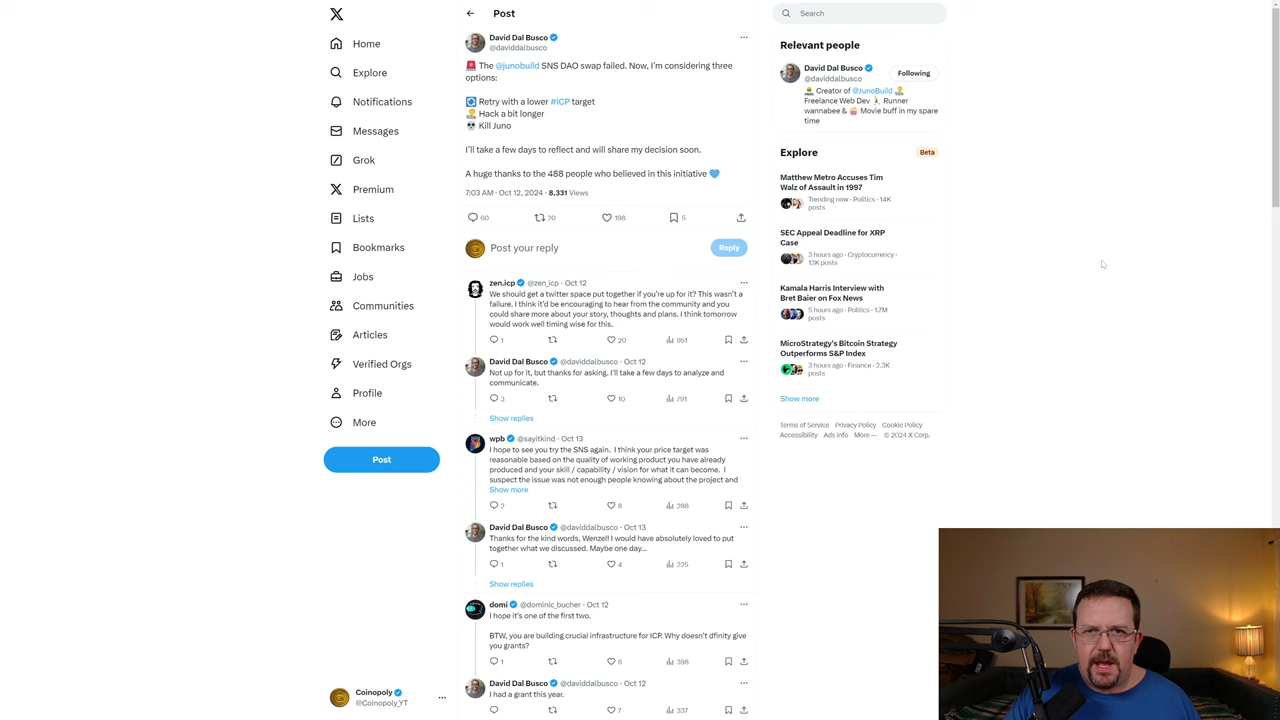 Home
Explore
Notifications
Messages
Grok
Premium
Lists
Bookmarks
Jobs
Communities
Articles
Verified Orgs
Profile
More
Post
Coinopoly
@Coinopoly_YT
Post
David Dal Busco
@daviddalbusco
🚨 The @junobuild SNS DAO swap failed. Now, I'm considering three
options:
🔄 Retry with a lower #ICP target
Hack a bit longer
💀 Kill Juno
I'll take a few days to reflect and will share my decision soon.
A huge thanks to the 488 people who believed in this initiative 💙
7:03 AM · Oct 12, 2024 · 8,331 Views
60 20 198 5
Post your reply
Reply
zen.icp @zen_icp · Oct 12
We should get a twitter space put together if you're up for it? This wasn't a
failure. I think it'd be encouraging to hear from the community and you
could share more about your story, thoughts and plans. I think tomorrow
would work well timing wise for this.
1 20 951
David Dal Busco @daviddalbusco · Oct 12
Not up for it, but thanks for asking. I'll take a few days to analyze and
communicate.
3 10 791
Show replies
wpb @sayitkind · Oct 13
I hope to see you try the SNS again. I think your price target was
reasonable based on the quality of working product you have already
produced and your skill / capability / vision for what it can become. I
suspect the issue was not enough people knowing about the project and
Show more
2 8 288
David Dal Busco @daviddalbusco · Oct 13
Thanks for the kind words, Wenzel! I would have absolutely loved to put
together what we discussed. Maybe one day...
1 4 225
Show replies
domi @dominic_bucher · Oct 12
I hope it's one of the first two.
BTW, you are building crucial infrastructure for ICP. Why doesn't dfinity give
you grants?
1 6 398
David Dal Busco @daviddalbusco · Oct 12
I had a grant this year.
7 337
Search
Relevant people
David Dal Busco
@daviddalbusco
Following
Creator of @JunoBuild
Freelance Web Dev Runner
wannabee & 🍿 Movie buff in my spare
time
Explore
Beta
Matthew Metro Accuses Tim
Walz of Assault in 1997
Trending now · Politics · 14K
posts
SEC Appeal Deadline for XRP
Case
3 hours ago · Cryptocurrency ·
13K posts
Kamala Harris Interview with
Bret Baier on Fox News
5 hours ago · Politics · 1.7M
posts
MicroStrategy's Bitcoin Strategy
Outperforms S&P Index
3 hours ago · Finance · 2.3K
posts
Show more
Terms of Service Privacy Policy Cookie Policy
Accessibility Ads info More ··· © 2024 X Corp.